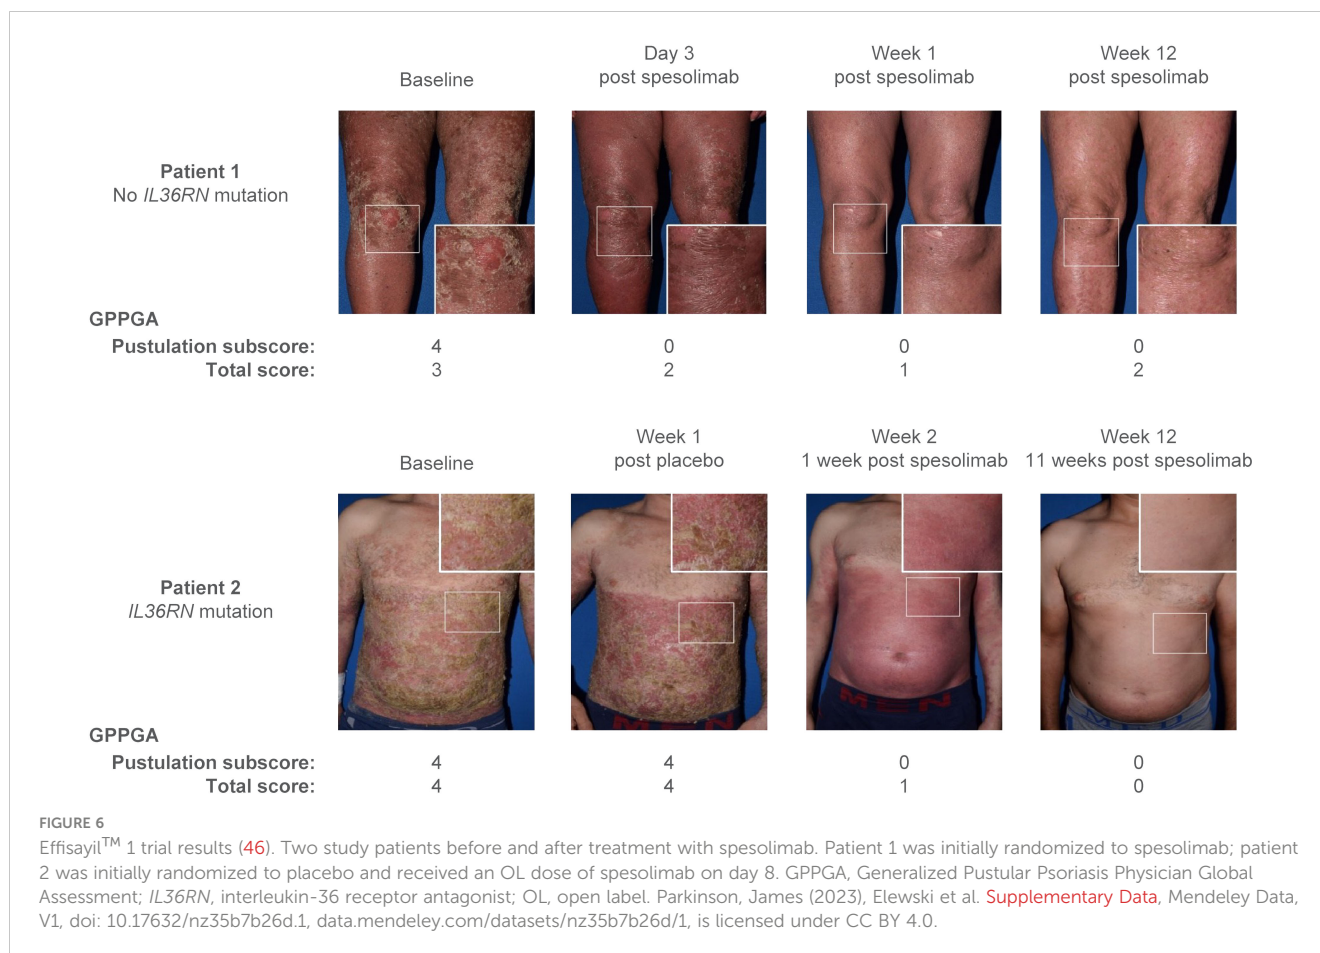 Baseline
Day 3
post spesolimab
Week 1
post spesolimab
Week 12
post spesolimab
Patient 1
No IL36RN mutation
GPPGA
Pustulation subscore: 4 0 0 0
Total score: 3 2 1 2
Baseline
Week 1
post placebo
Week 2
1 week post spesolimab
Week 12
11 weeks post spesolimab
Patient 2
IL36RN mutation
MEN
MEN
GPPGA
Pustulation subscore: 4 4 0 0
Total score: 4 4 1 0
FIGURE 6
Effisayil™ 1 trial results (46). Two study patients before and after treatment with spesolimab. Patient 1 was initially randomized to spesolimab; patient
2 was initially randomized to placebo and received an OL dose of spesolimab on day 8. GPPGA, Generalized Pustular Psoriasis Physician Global
Assessment; IL36RN, interleukin-36 receptor antagonist; OL, open label. Parkinson, James (2023), Elewski et al. Supplementary Data, Mendeley Data,
V1, doi: 10.17632/nz35b7b26d.1, data.mendeley.com/datasets/nz35b7b26d/1, is licensed under CC BY 4.0.